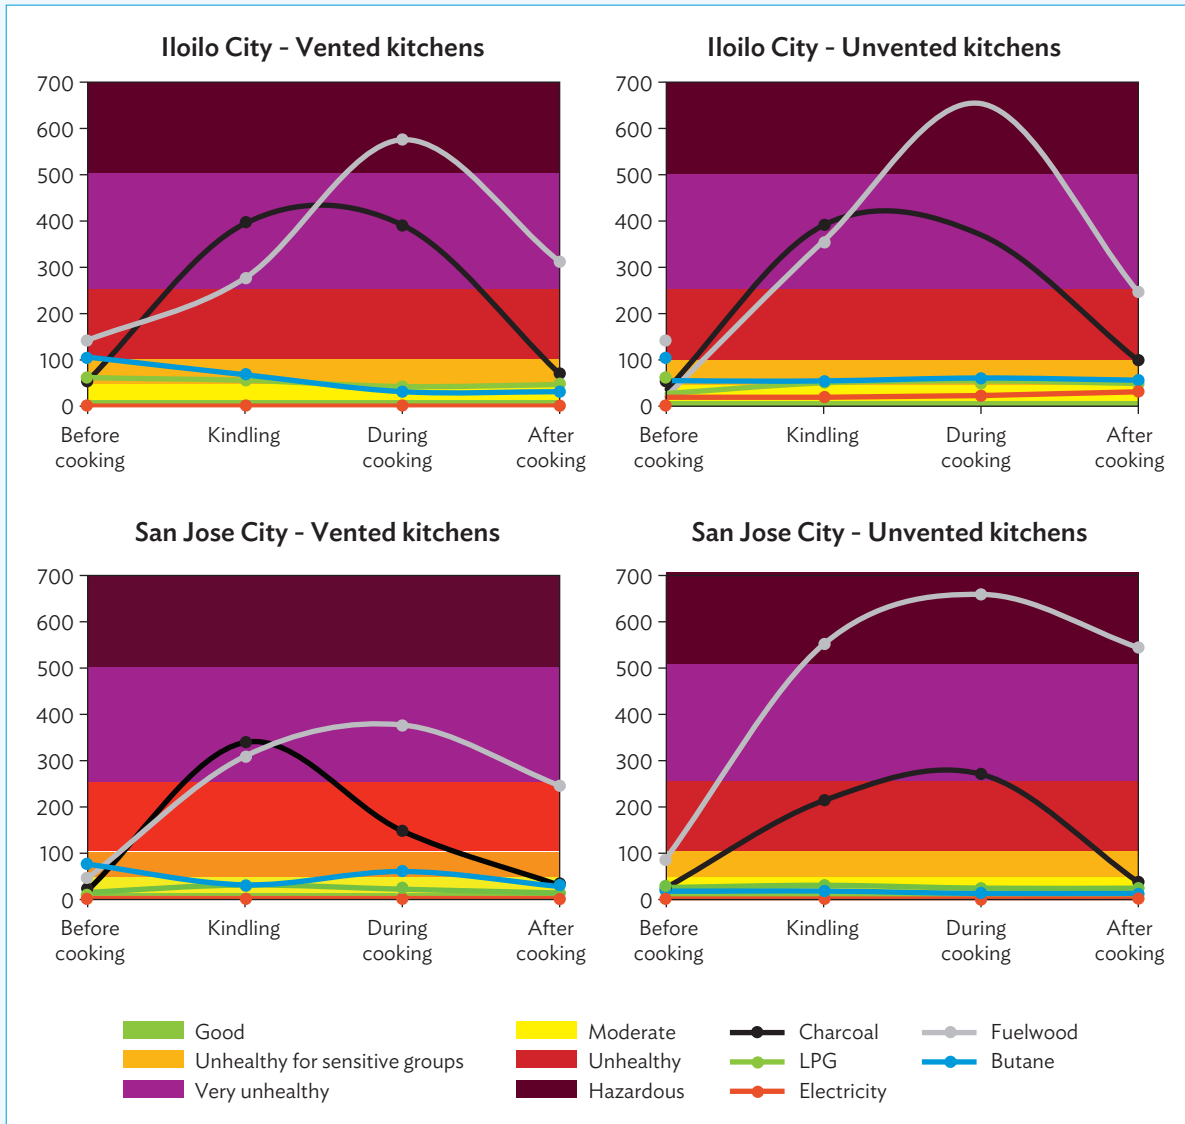 Iloilo City - Vented kitchens
700
600
500
400
300
200
100
0
Before cooking
Kindling
During cooking
After cooking
Iloilo City - Unvented kitchens
700
600
500
400
300
200
100
0
Before cooking
Kindling
During cooking
After cooking
San Jose City - Vented kitchens
700
600
500
400
300
200
100
0
Before cooking
Kindling
During cooking
After cooking
San Jose City - Unvented kitchens
700
600
500
400
300
200
100
0
Before cooking
Kindling
During cooking
After cooking
Good
Unhealthy for sensitive groups
Very unhealthy
Moderate
Unhealthy
Hazardous
Charcoal
LPG
Electricity
Fuelwood
Butane